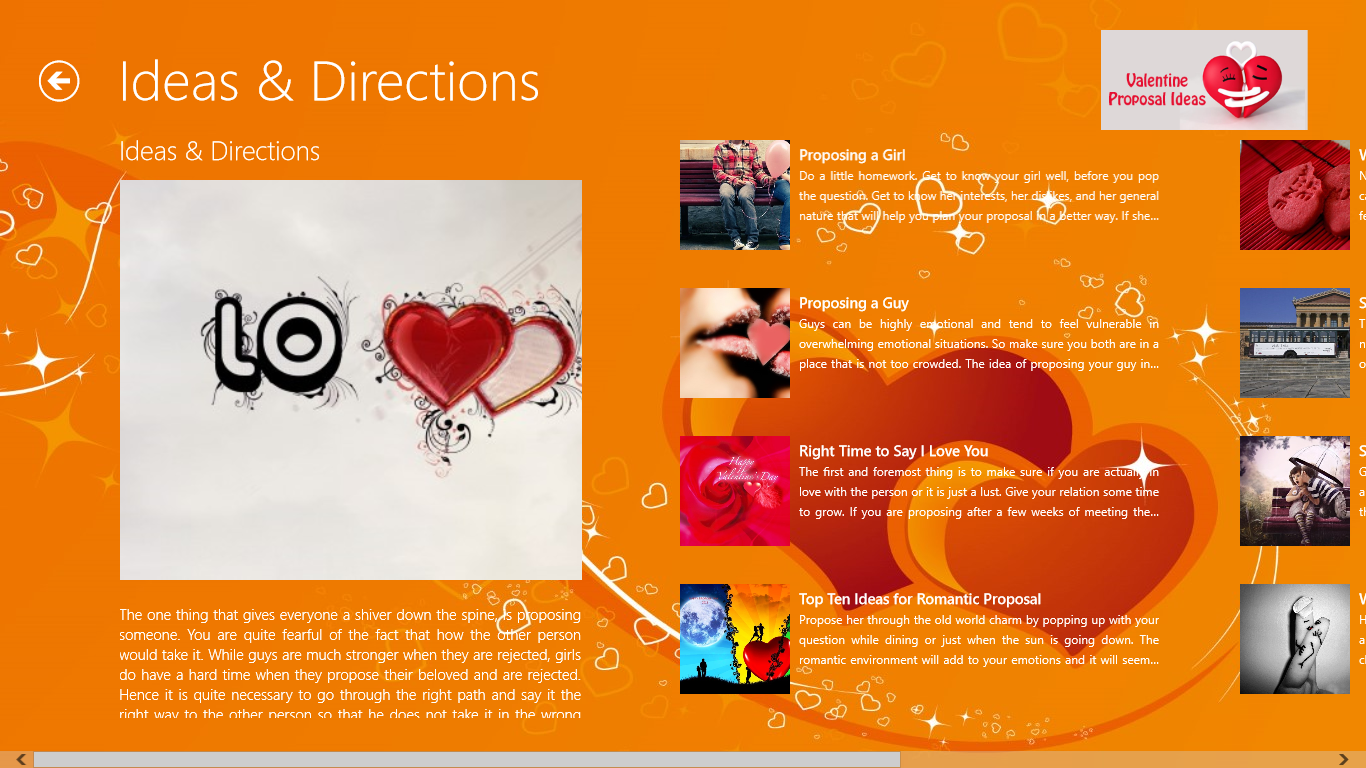 Ideas & Directions
Valentine
Proposal Ideas
Ideas & Directions
LO
The one thing that gives everyone a shiver down the spine, is proposing
someone. You are quite fearful of the fact that how the other person
would take it. While guys are much stronger when they are rejected, girls
do have a hard time when they propose their beloved and are rejected.
Hence it is quite necessary to go through the right path and say it the
right way to the other person so that he does not take it in the wrong
Proposing a Girl
Do a little homework. Get to know your girl well, before you pop
the question. Get to know her interests, her dislikes, and her general
nature that will help you plan your proposal in a better way. If she...
Proposing a Guy
Guys can be highly emotional and tend to feel vulnerable in
overwhelming emotional situations. So make sure you both are in a
place that is not too crowded. The idea of proposing your guy in...
Happy
Valentine's Day
Right Time to Say I Love You
The first and foremost thing is to make sure if you are actually in
love with the person or it is just a lust. Give your relation some time
to grow. If you are proposing after a few weeks of meeting the...
Top Ten Ideas for Romantic Proposal
Propose her through the old world charm by popping up with your
question while dining or just when the sun is going down. The
romantic environment will add to your emotions and it will seem...